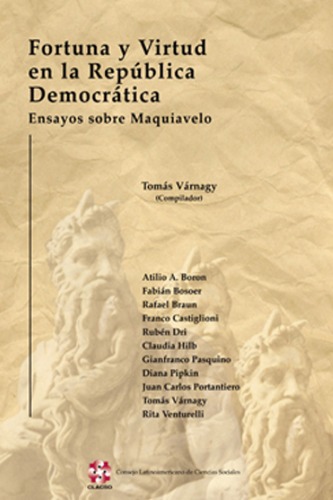 Fortuna y Virtud
en la República
Democrática
Ensayos sobre Maquiavelo
Tomás Várnagy
(Compilador)
Atilio A. Boron
Fabián Bosoer
Rafael Braun
Franco Castiglioni
Rubén Dri
Claudia Hilb
Gianfranco Pasquino
Diana Pipkin
Juan Carlos Portantiero
Tomás Várnagy
Rita Venturelli
CLACSO
Consejo Latinoamericano de Ciencias Sociales